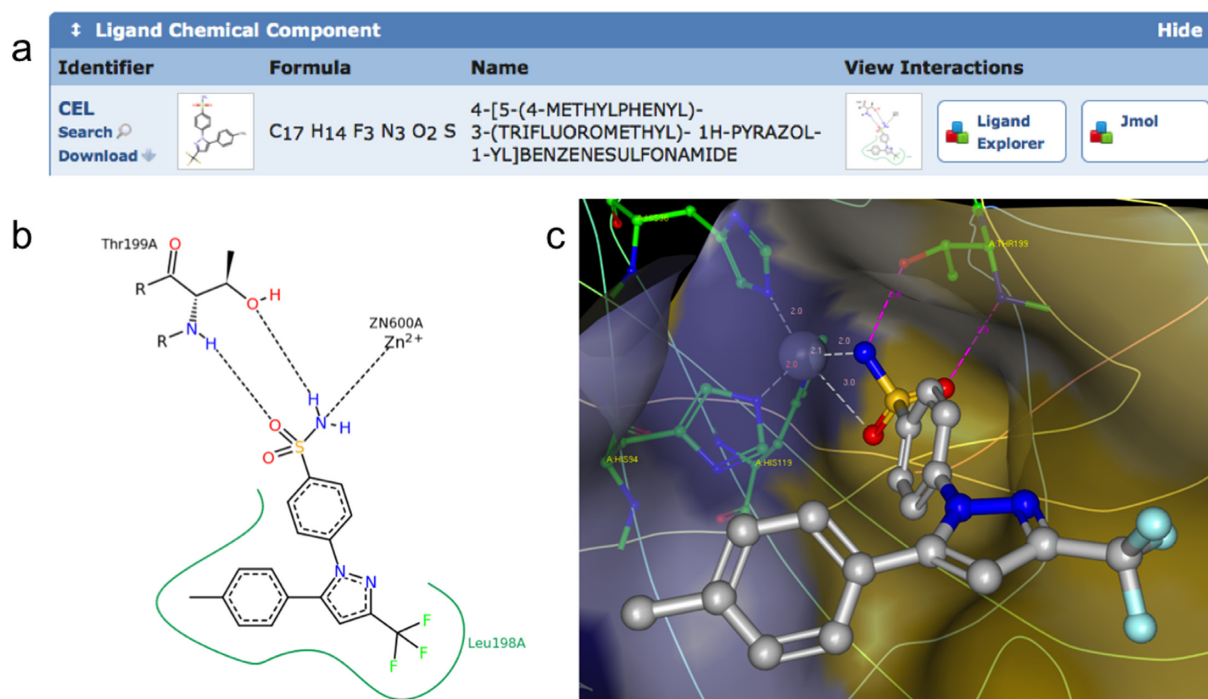 a
Ligand Chemical Component
Hide
Identifier
Formula
Name
View Interactions
CEL
Search
Download
C17 H14 F3 N3 O2 S
4-[5-(4-METHYLPHENYL)-
3-(TRIFLUOROMETHYL)- 1H-PYRAZOL-
1-YL]BENZENESULFONAMIDE
Ligand
Explorer
Jmol
b
Thr199A
O
R
O-H
R
N
H
ZN600A
Zn2+
H
O
N
H
O
S
N
N
F
F
F
Leu198A
c
A:THR199
2.0
2.0
2.1
2.0
3.0
A:HIS94
A:HIS119